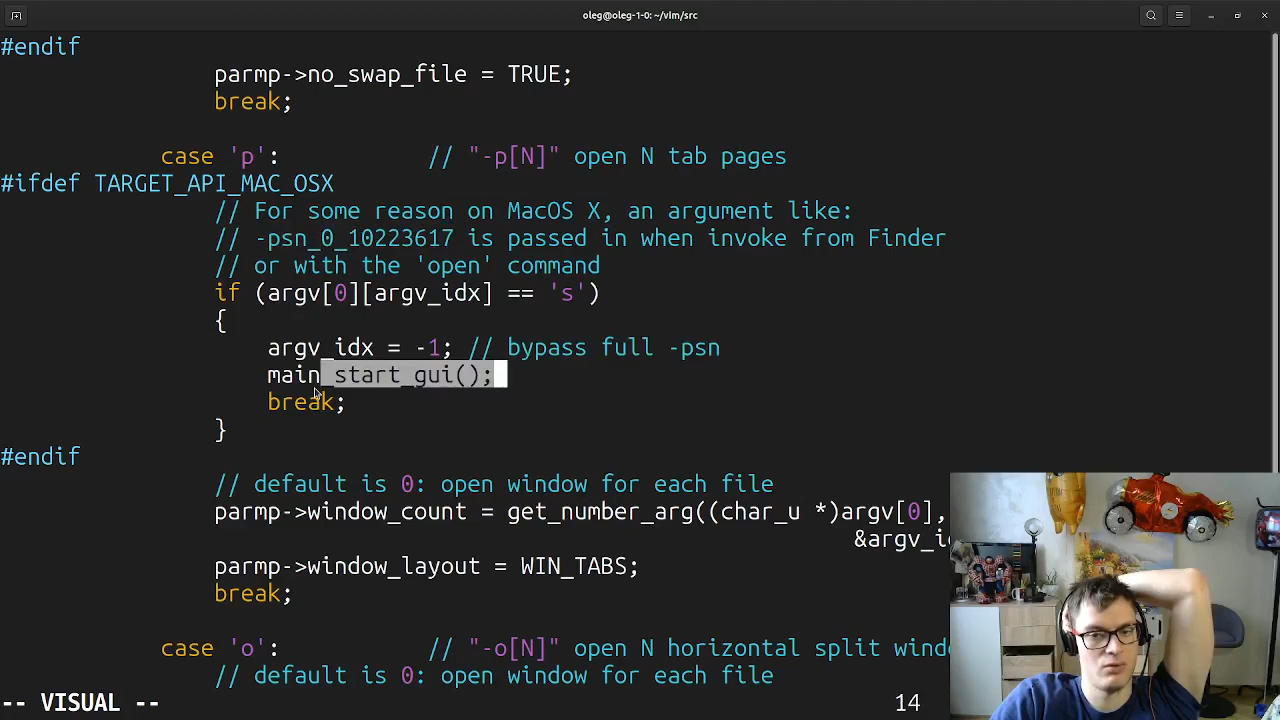 oleg@oleg-1-0: ~/vim/src
#endif
parmp->no_swap_file = TRUE;
break;
case 'p': // "-p[N]" open N tab pages
#ifdef TARGET_API_MAC_OSX
// For some reason on MacOS X, an argument like:
// -psn_0_10223617 is passed in when invoke from Finder
// or with the 'open' command
if (argv[0][argv_idx] == 's')
{
argv_idx = -1; // bypass full -psn
main_start_gui();
break;
}
#endif
// default is 0: open window for each file
parmp->window_count = get_number_arg((char_u *)argv[0],
parmp->window_layout = WIN_TABS;
break;
case 'o': // "-o[N]" open N horizontal split
// default is 0: open window for each file
-- VISUAL -- 14